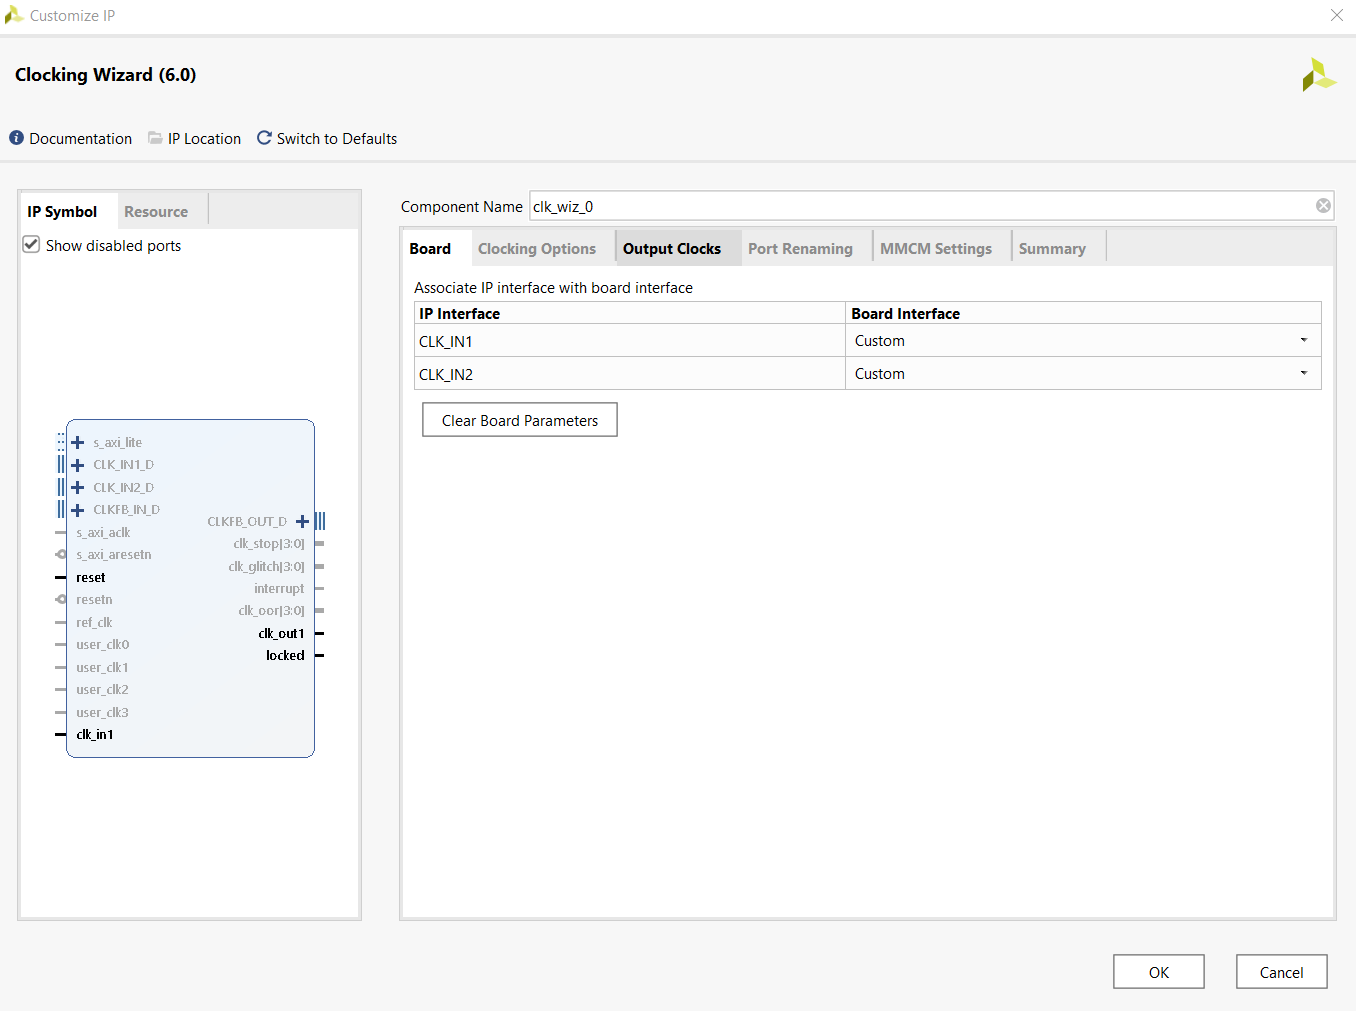 Customize IP
Clocking Wizard (6.0)
Documentation IP Location Switch to Defaults
IP Symbol Resource
Show disabled ports
s_axi_lite
CLK_IN1_D
CLK_IN2_D
CLKFB_IN_D
s_axi_aclk
s_axi_aresetn
reset
resetn
ref_clk
user_clk0
user_clk1
user_clk2
user_clk3
clk_in1
CLKFB_OUT_D
clk_stop[3:0]
clk_glitch[3:0]
interrupt
clk_oor[3:0]
clk_out1
locked
Component Name clk_wiz_0
Board Clocking Options Output Clocks Port Renaming MMCM Settings Summary
Associate IP interface with board interface
IP Interface Board Interface
CLK_IN1 Custom
CLK_IN2 Custom
Clear Board Parameters
OK Cancel